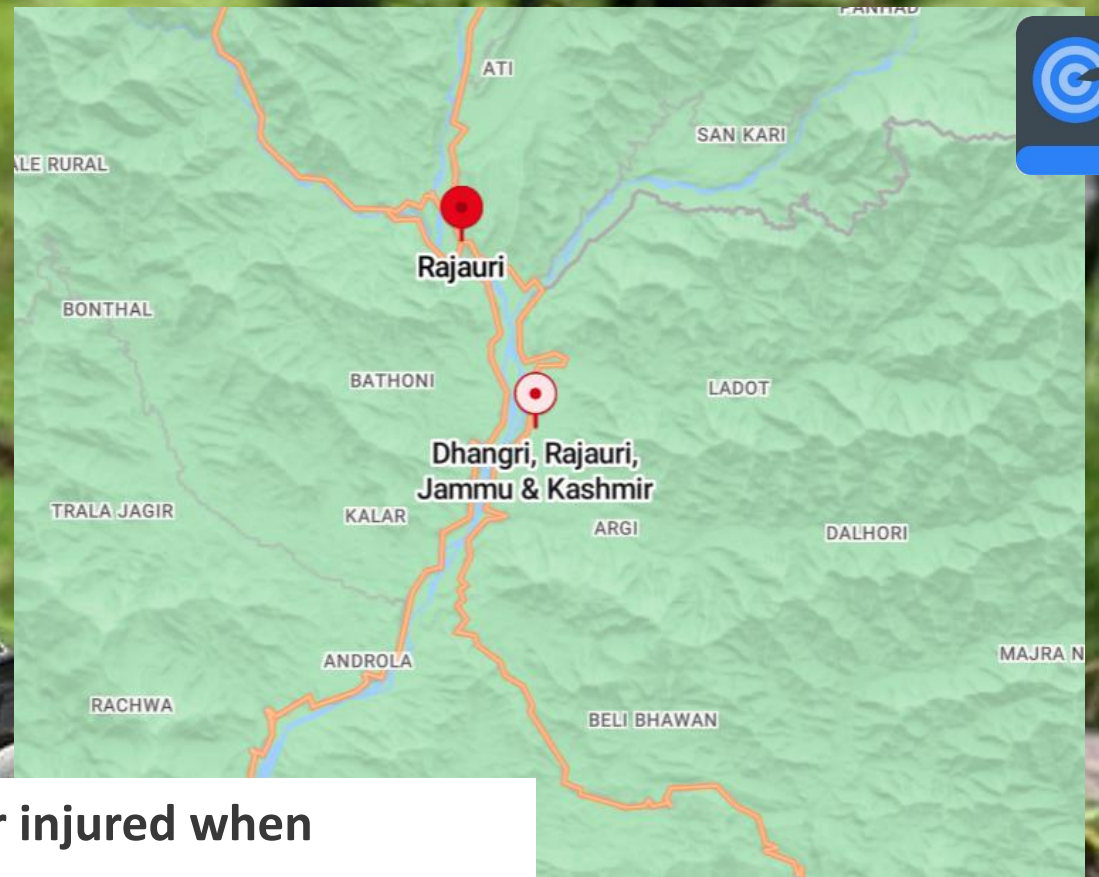 ATI
SAN KARI
ALE RURAL
Rajauri
BONTHAL
BATHONI
LADOT
Dhangri, Rajauri,
Jammu & Kashmir
TRALA JAGIR
KALAR
ARGI
DALHORI
ANDROLA
MAJRA N
RACHWA
BELI BHAWAN
injured when